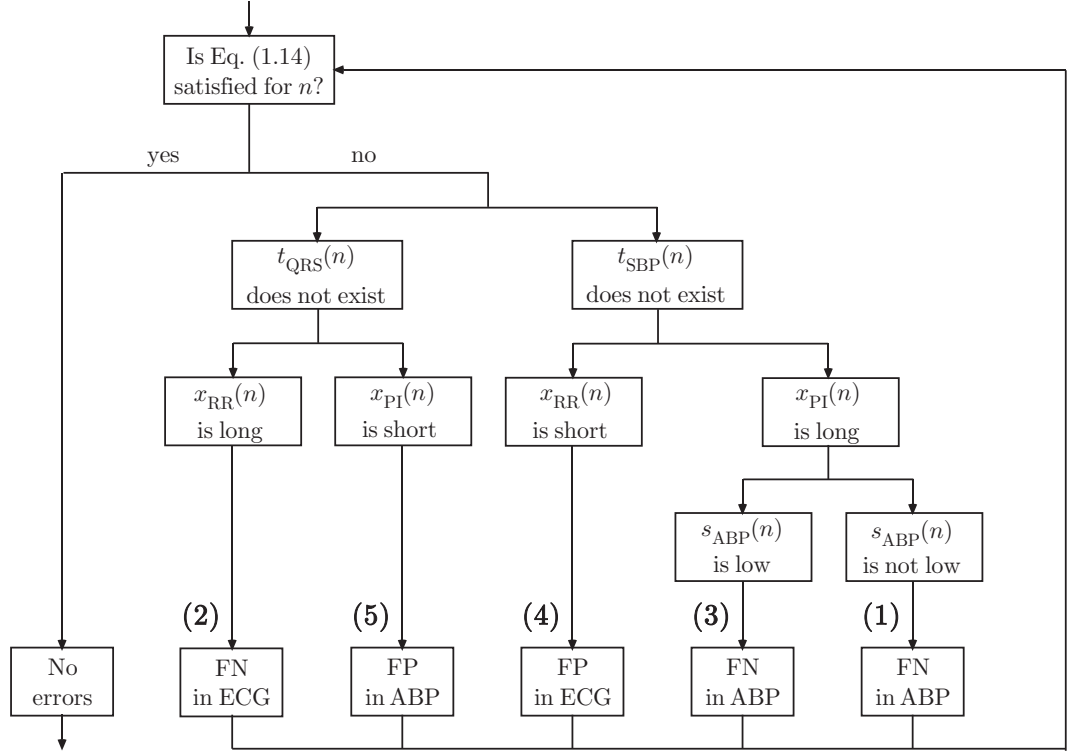 Is Eq. (1.14)
satisfied for n?
yes
no
t_QRS(n)
does not exist
t_SBP(n)
does not exist
x_RR(n)
is long
x_PI(n)
is short
x_RR(n)
is short
x_PI(n)
is long
s_ABP(n)
is low
s_ABP(n)
is not low
(2)
(5)
(4)
(3)
(1)
No
errors
FN
in ECG
FP
in ABP
FP
in ECG
FN
in ABP
FN
in ABP